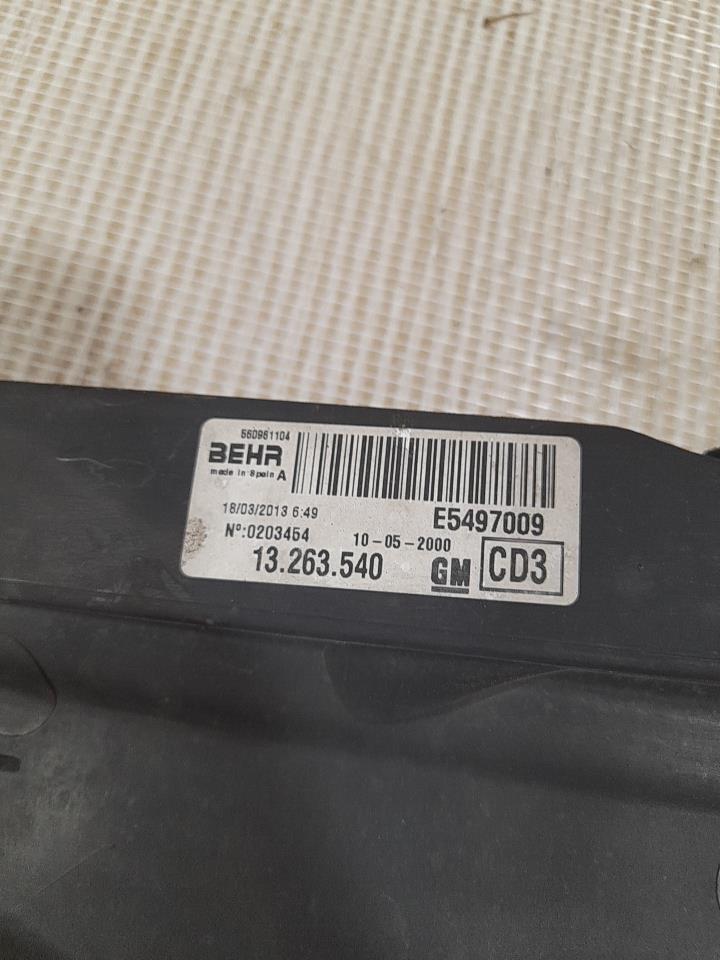 560961104
BEHR
made in Spain A
18/03/2013 6:49
E5497009
Nº:0203454
10-05-2000
13.263.540
GM
CD3